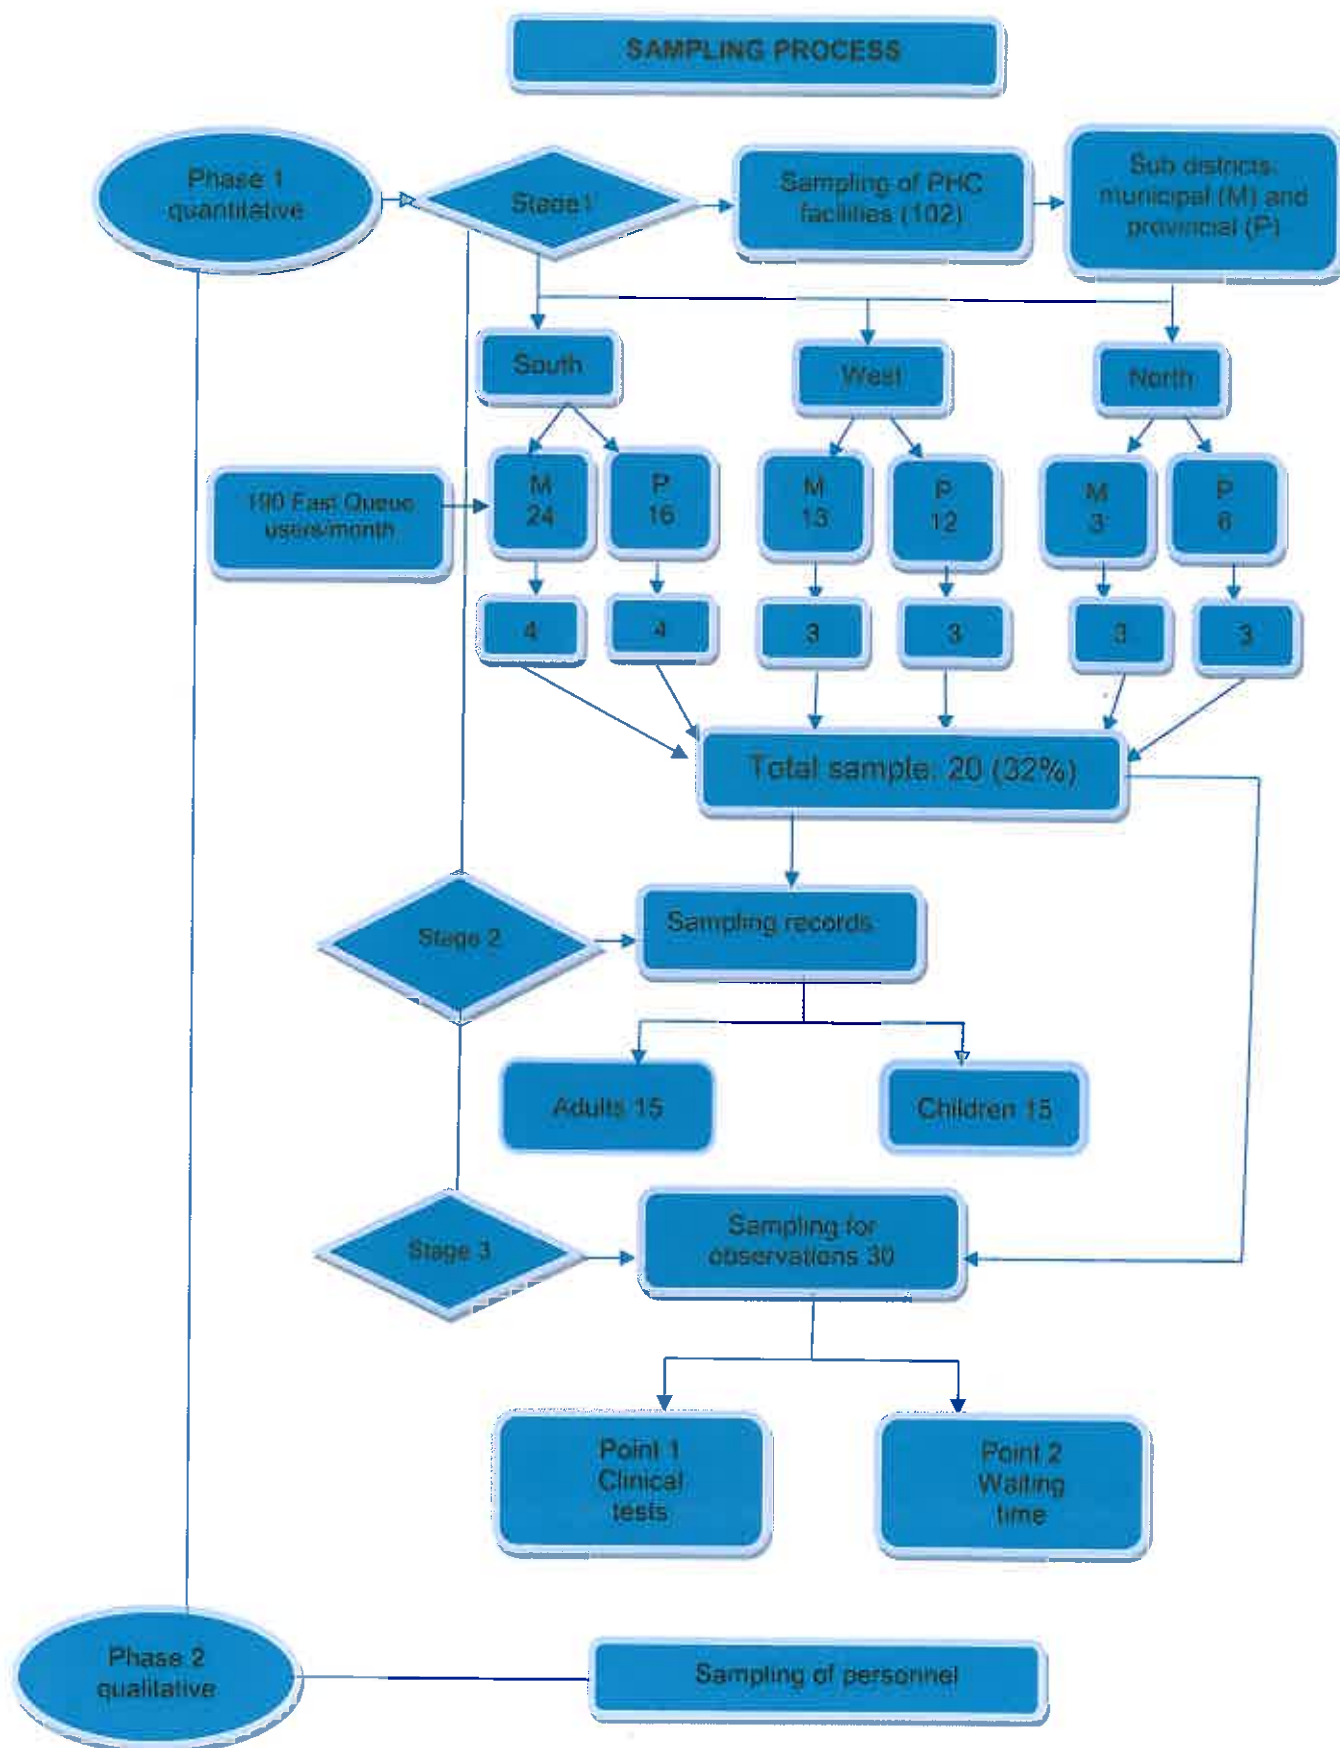 SAMPLING PROCESS
Phase 1
quantitative
Stage1
Sampling of PHC
facilities (102)
Sub districts:
municipal (M) and
provincial (P)
South
West
North
190 Fast Queue
users/month
M
24
P
16
M
13
P
12
M
3
P
6
4
4
3
3
3
3
Total sample: 20 (32%)
Stage 2
Sampling records
Adults 15
Children 15
Stage 3
Sampling for
observations 30
Point 1
Clinical
tests
Point 2
Waiting
time
Phase 2
qualitative
Sampling of personnel